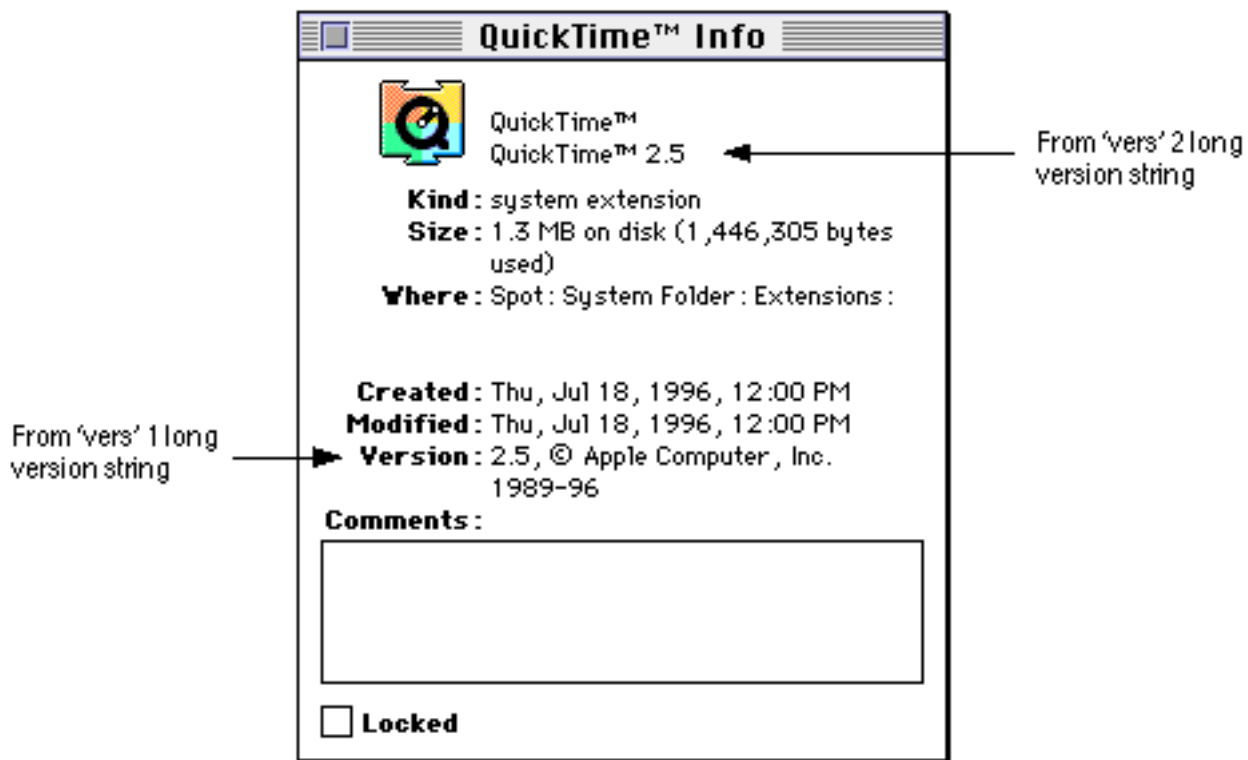 QuickTime™ Info
QuickTime™
QuickTime™ 2.5
From ‘vers’ 2 long
version string
Kind: system extension
Size: 1.3 MB on disk (1,446,305 bytes
used)
Where: Spot: System Folder: Extensions:
Created: Thu, Jul 18, 1996, 12:00 PM
Modified: Thu, Jul 18, 1996, 12:00 PM
From ‘vers’ 1 long
version string
Version: 2.5, © Apple Computer, Inc.
1989-96
Comments:
Locked